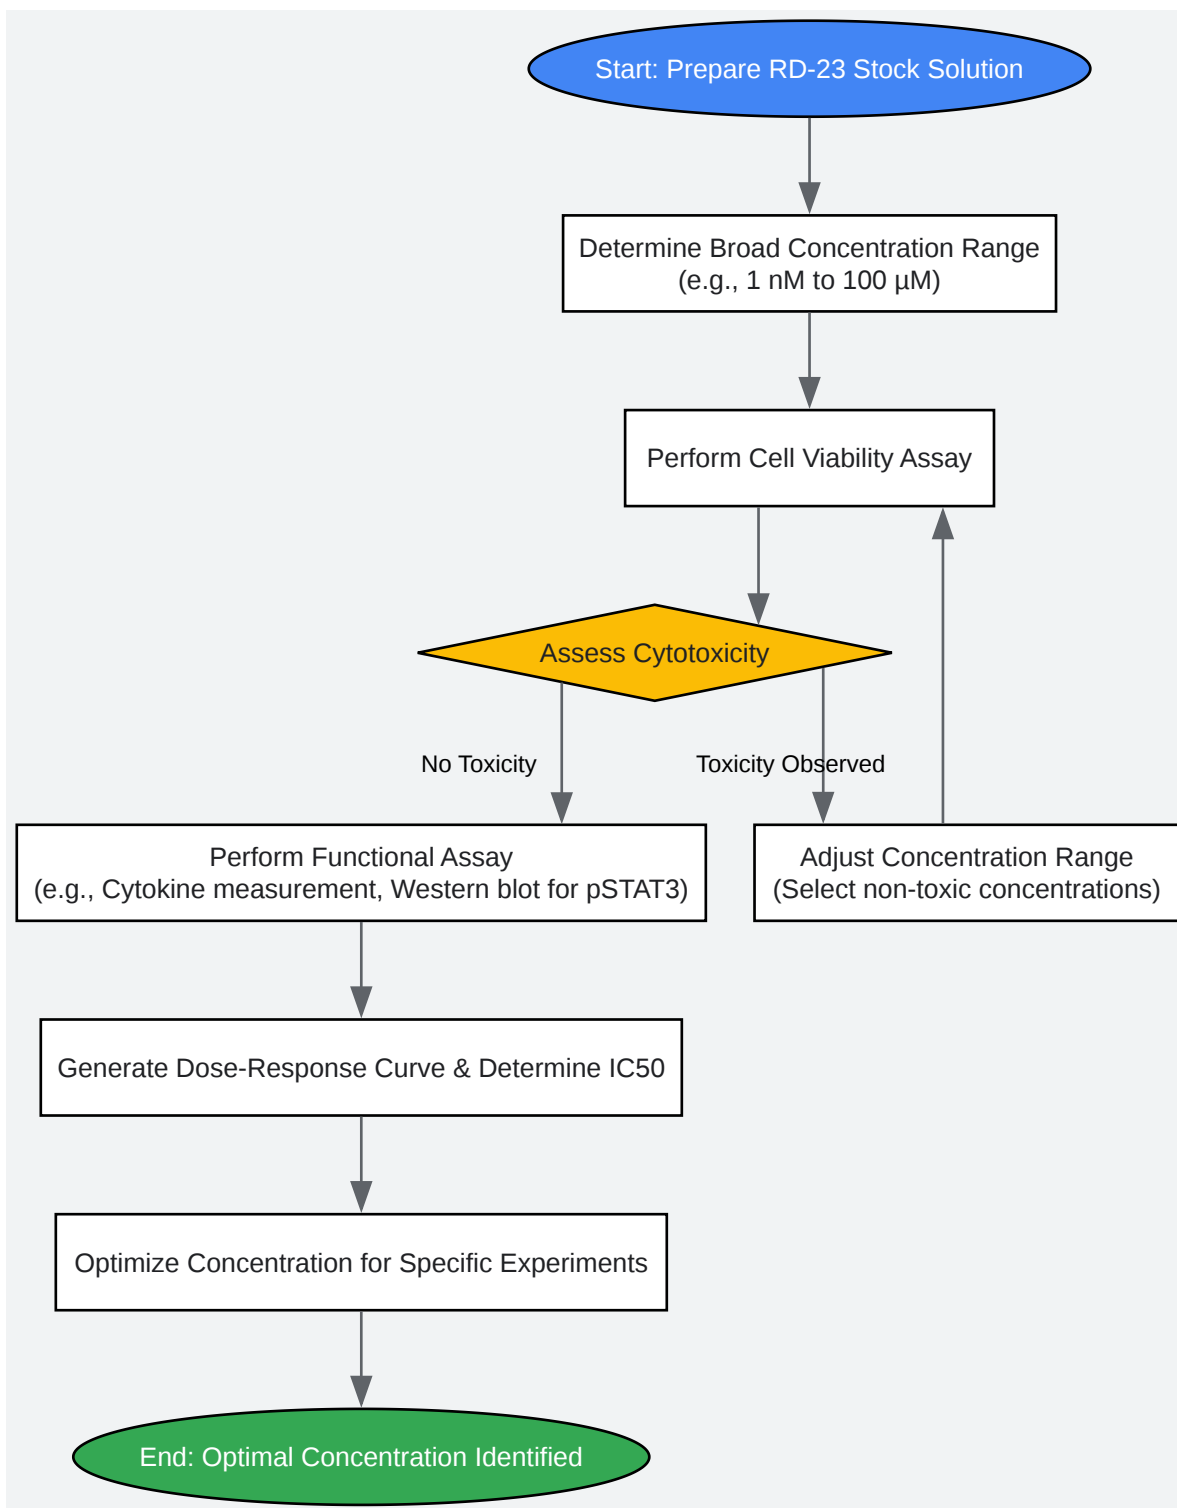 Start: Prepare RD-23 Stock Solution
Determine Broad Concentration Range
(e.g., 1 nM to 100 µM)
Perform Cell Viability Assay
Assess Cytotoxicity
No Toxicity
Toxicity Observed
Perform Functional Assay
(e.g., Cytokine measurement, Western blot for pSTAT3)
Adjust Concentration Range
(Select non-toxic concentrations)
Generate Dose-Response Curve & Determine IC50
Optimize Concentration for Specific Experiments
End: Optimal Concentration Identified